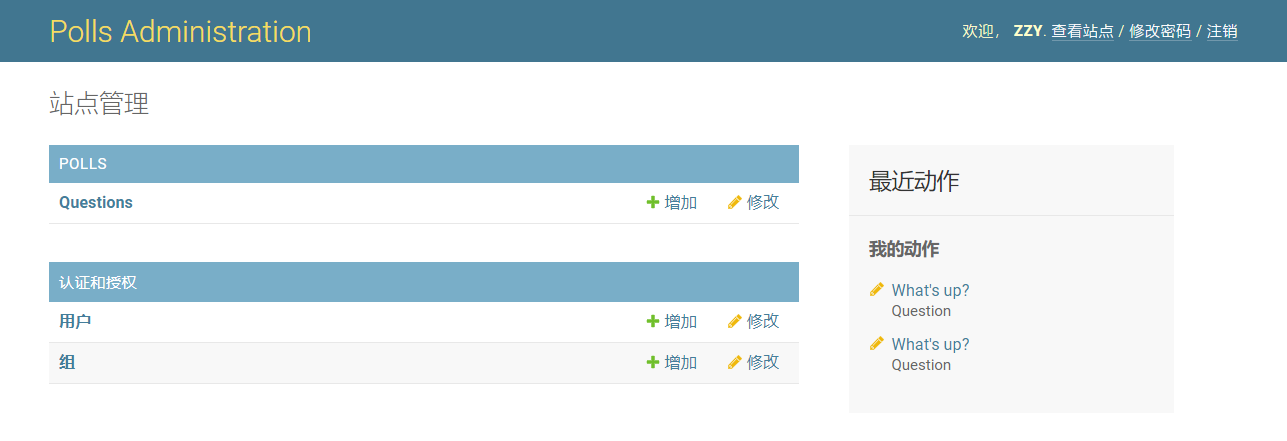 Polls Administration
欢迎， ZZY. 查看站点 / 修改密码 / 注销
站点管理
POLLS
Questions 增加 修改
认证和授权
用户 增加 修改
组 增加 修改
最近动作
我的动作
What's up?
Question
What's up?
Question